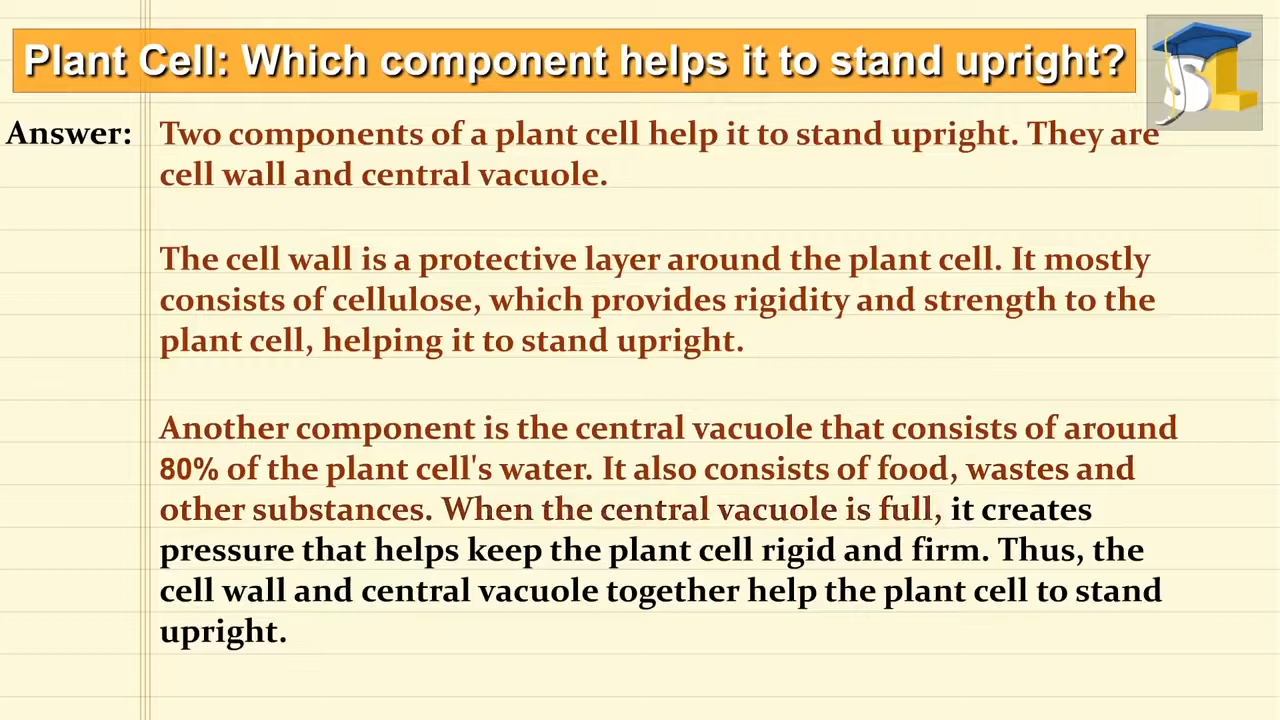 Plant Cell: Which component helps it to stand upright?
SL
Answer: Two components of a plant cell help it to stand upright. They are
cell wall and central vacuole.
The cell wall is a protective layer around the plant cell. It mostly
consists of cellulose, which provides rigidity and strength to the
plant cell, helping it to stand upright.
Another component is the central vacuole that consists of around
80% of the plant cell's water. It also consists of food, wastes and
other substances. When the central vacuole is full, it creates
pressure that helps keep the plant cell rigid and firm. Thus, the
cell wall and central vacuole together help the plant cell to stand
upright.